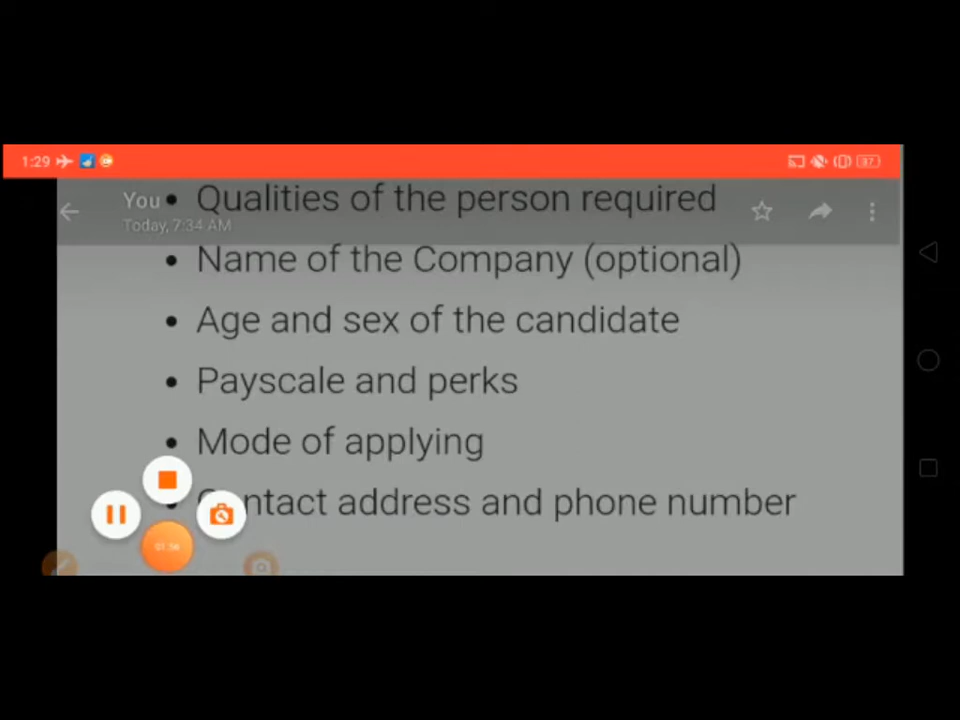 1:29
87
You
Today, 7:34 AM
• Qualities of the person required
• Name of the Company (optional)
• Age and sex of the candidate
• Payscale and perks
• Mode of applying
ntact address and phone number